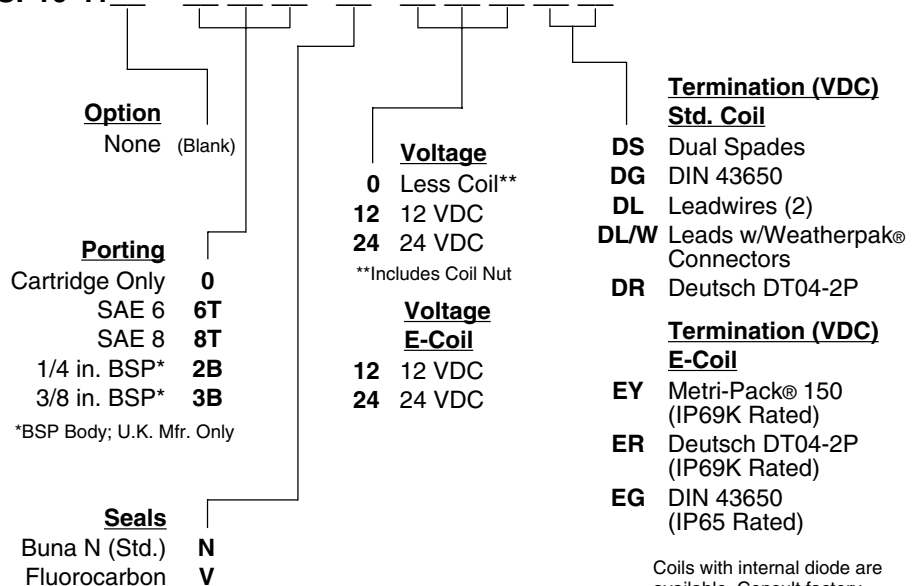 Option
None (Blank)
Porting
Cartridge Only 0
SAE 6 6T
SAE 8 8T
1/4 in. BSP* 2B
3/8 in. BSP* 3B
*BSP Body; U.K. Mfr. Only
Seals
Buna N (Std.) N
Fluorocarbon V
Voltage
0 Less Coil**
12 12 VDC
24 24 VDC
**Includes Coil Nut
Voltage
E-Coil
12 12 VDC
24 24 VDC
Termination (VDC)
Std. Coil
DS Dual Spades
DG DIN 43650
DL Leadwires (2)
DL/W Leads w/Weatherpak®
Connectors
DR Deutsch DT04-2P
Termination (VDC)
E-Coil
EY Metri-Pack® 150
(IP69K Rated)
ER Deutsch DT04-2P
(IP69K Rated)
EG DIN 43650
(IP65 Rated)
Coils with internal diode are
available. Consult factory